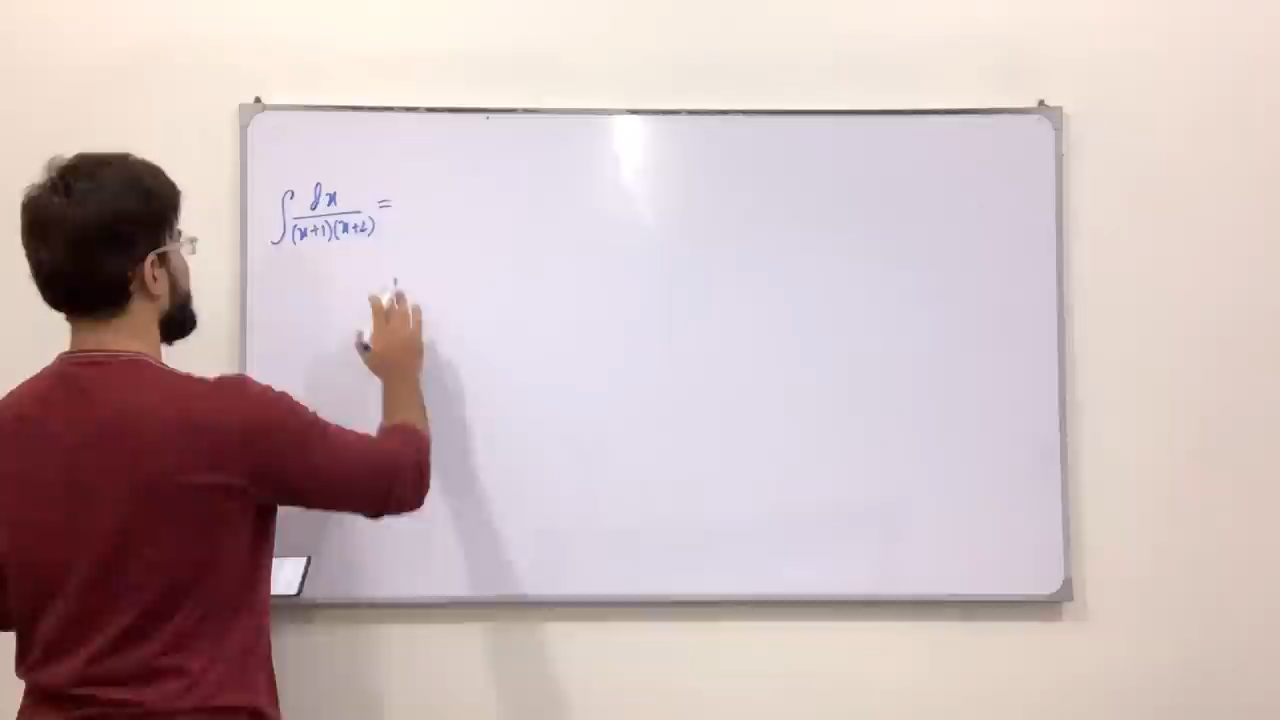 ∫ dx / (x+1)(x+2) =